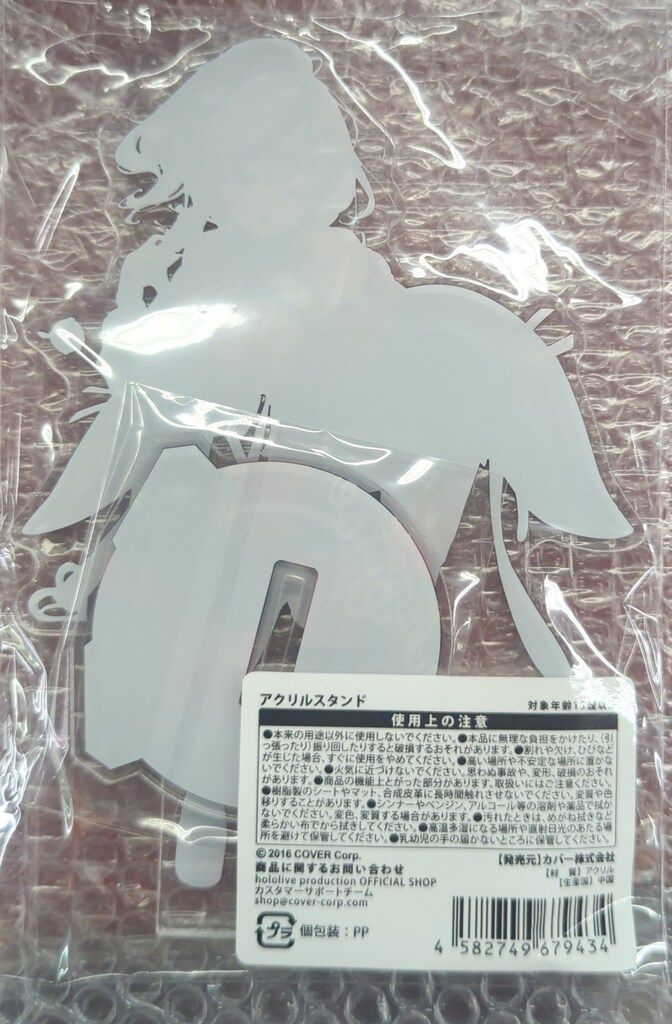 アクリルスタンド
対象年齢15歳以
使用上の注意
●本来の用途以外に使用しないでください。●本品に無理な負担をかけたり、(引
っ張ったり)振り回したりすると破損するおそれがあります。●割れや欠け、ひびなど
が生じた場合、すぐに使用をやめてください。●高い場所や不安定な場所に置かな
いでください。●火気に近づけないでください。思わぬ事故や、変形、破損のおそれ
があります。●商品の機能上とがった部分があります。取扱いにはご注意ください。
●樹脂製のシートやマット、合成皮革に長時間触れさせないでください。変質や色
移りすることがあります。●シンナーやベンジン、アルコール等の溶剤や薬品で拭か
ないでください。変色、変質する場合があります。●汚れたときは、めがね拭きなど
柔らかい布でから拭きしてください。●高温多湿になる場所や直射日光のあたる場
所を避けて保管してください。●乳幼児の手の届かないところに保管してください。
© 2016 COVER Corp.
【発売元】カバー株式会社
商品に関するお問い合わせ
【材 質】アクリル
hololive production OFFICIAL SHOP
【生産国】中国
カスタマーサポートチーム
shop@cover-corp.com
プラ 個包装：PP
4 582749 679434